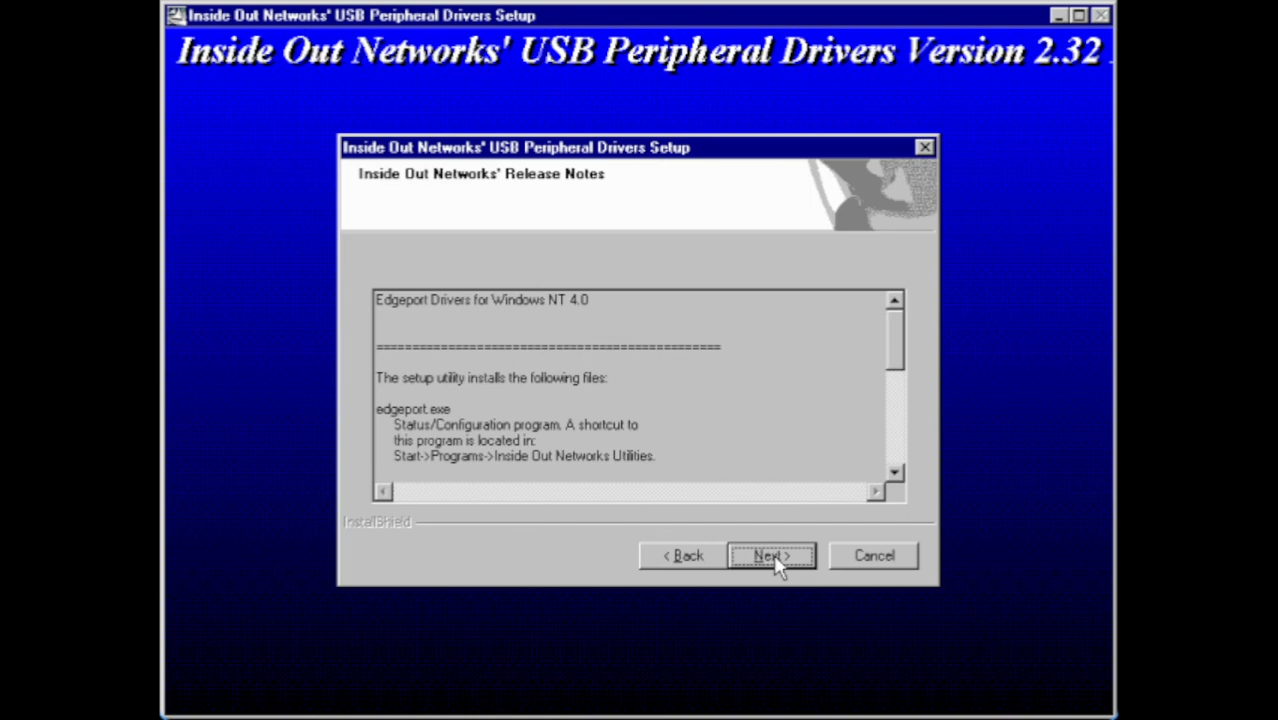 Inside Out Networks' USB Peripheral Drivers Setup
Inside Out Networks' USB Peripheral Drivers Version 2.32
Inside Out Networks' USB Peripheral Drivers Setup
Inside Out Networks' Release Notes
Edgeport Drivers for Windows NT 4.0
===============================================
The setup utility installs the following files:
edgeport.exe
Status/Configuration program. A shortcut to
this program is located in:
Start->Programs->Inside Out Networks Utilities.
InstallShield
< Back
Next >
Cancel